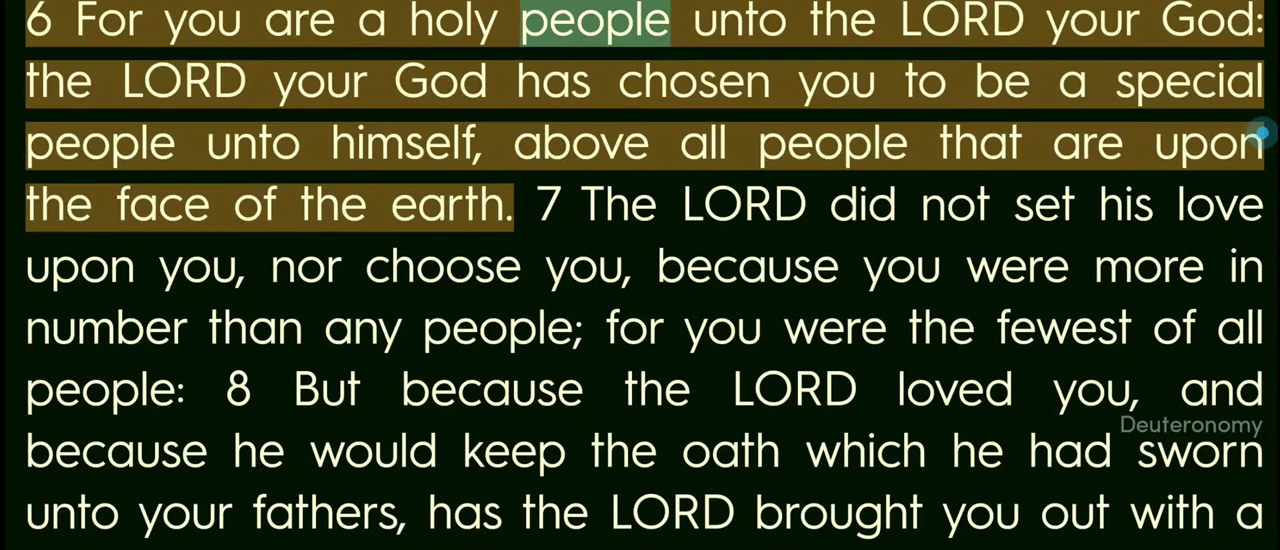 6 For you are a holy people unto the LORD your God:
the LORD your God has chosen you to be a special
people unto himself, above all people that are upon
the face of the earth. 7 The LORD did not set his love
upon you, nor choose you, because you were more in
number than any people; for you were the fewest of all
people: 8 But because the LORD loved you, and
Deuteronomy
because he would keep the oath which he had sworn
unto your fathers, has the LORD brought you out with a